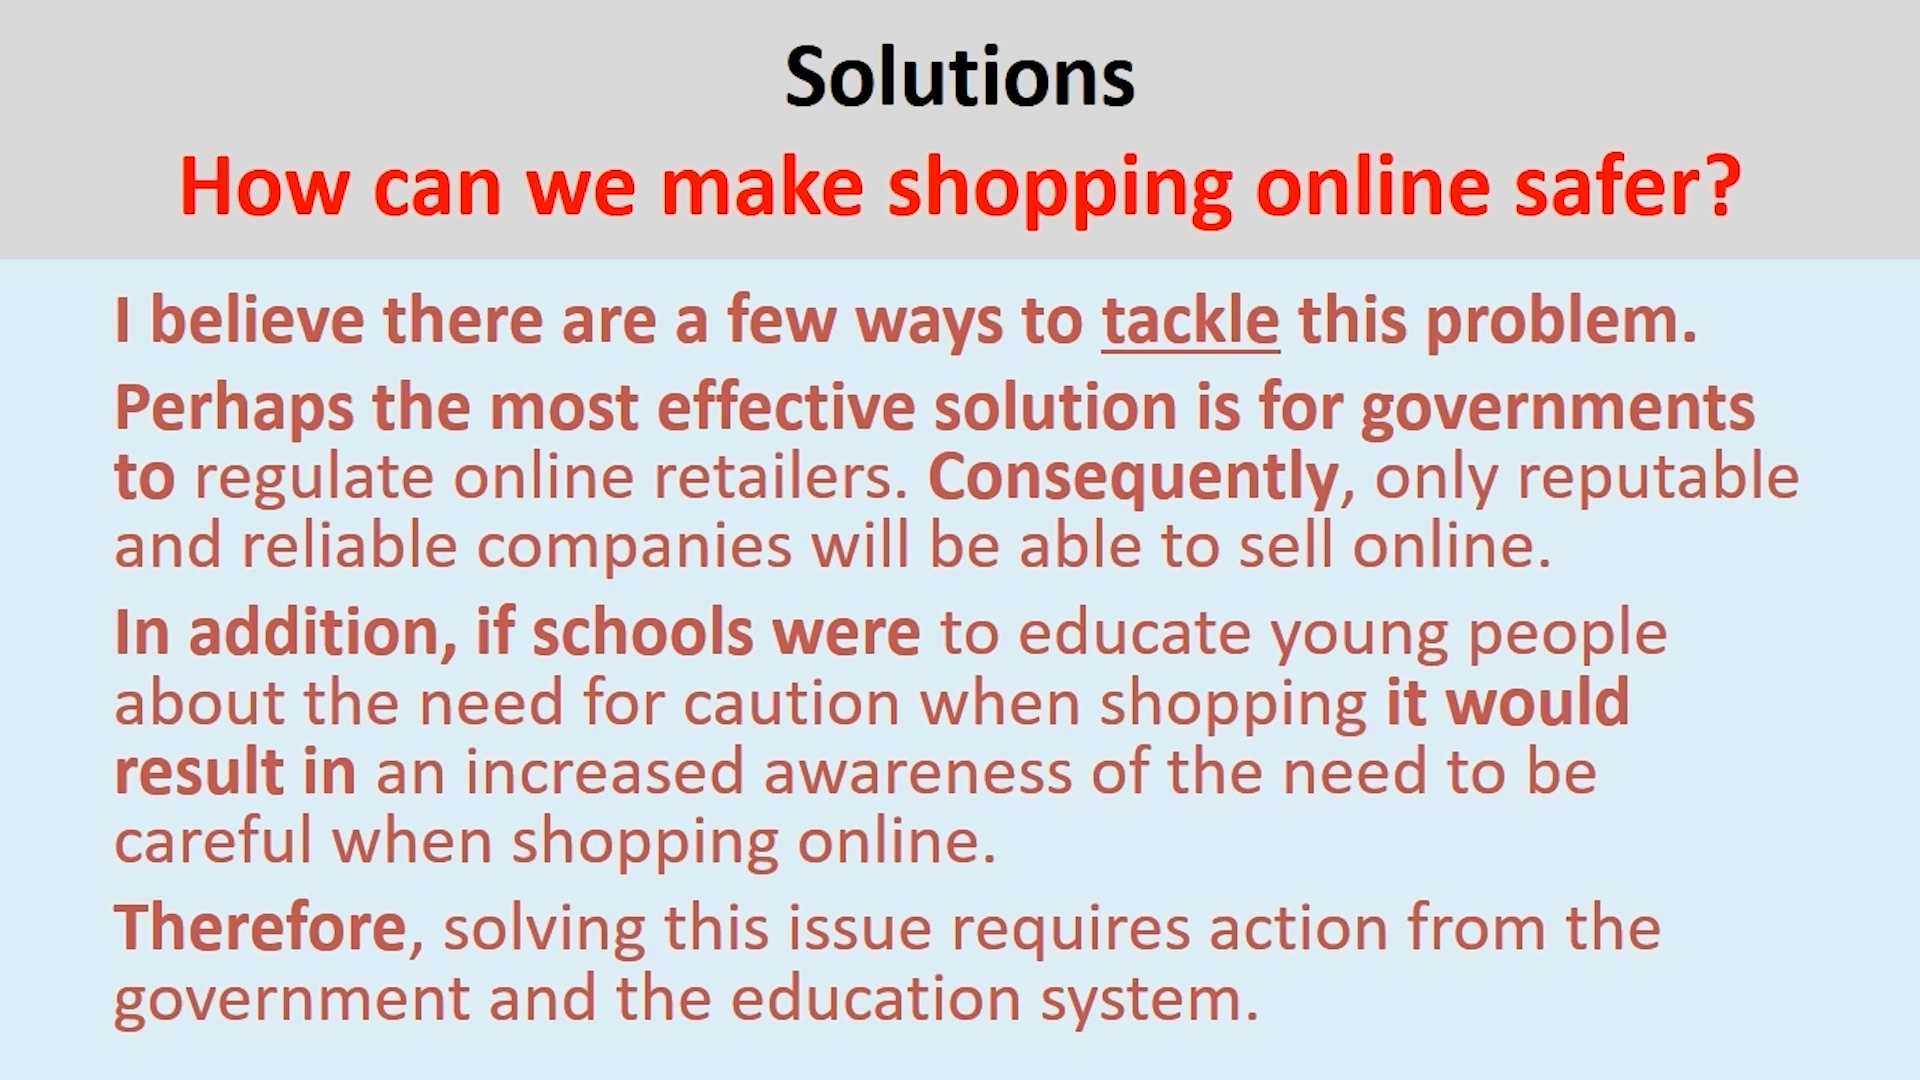 Solutions
How can we make shopping online safer?
I believe there are a few ways to tackle this problem.
Perhaps the most effective solution is for governments
to regulate online retailers. Consequently, only reputable
and reliable companies will be able to sell online.
In addition, if schools were to educate young people
about the need for caution when shopping it would
result in an increased awareness of the need to be
careful when shopping online.
Therefore, solving this issue requires action from the
government and the education system.